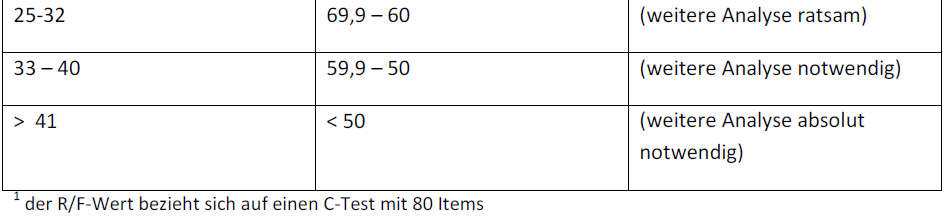 25-32 69,9 – 60 (weitere Analyse ratsam)
33 – 40 59,9 – 50 (weitere Analyse notwendig)
> 41 < 50 (weitere Analyse absolut
notwendig)
1 der R/F-Wert bezieht sich auf einen C-Test mit 80 Items